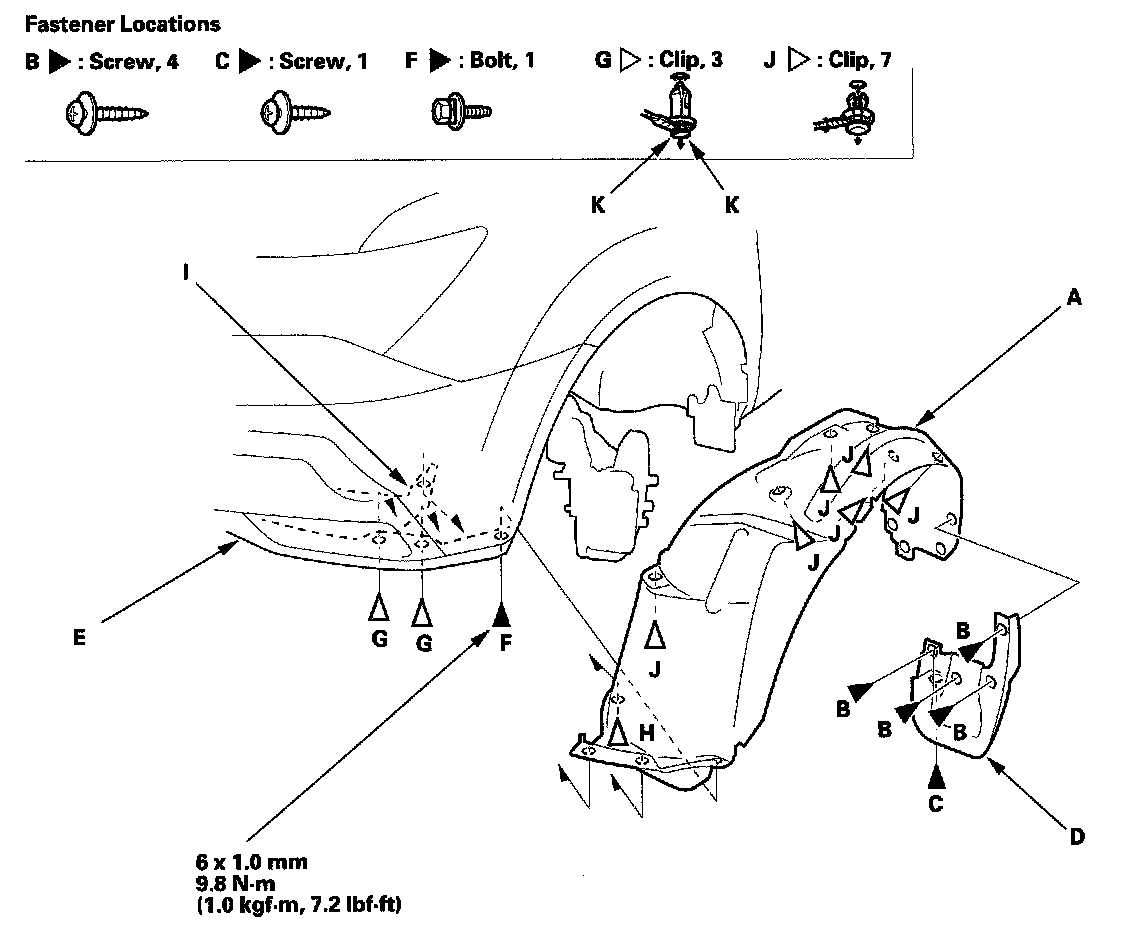 Fastener Locations
B ▶ : Screw, 4 C ▶ : Screw, 1 F ▶ : Bolt, 1 G ▷ : Clip, 3 J ▷ : Clip, 7
K K
I
A
J
J J
J
J
E
G G F
J
B
B
B B
H
C
D
6 x 1.0 mm
9.8 N·m
(1.0 kgf·m, 7.2 lbf·ft)